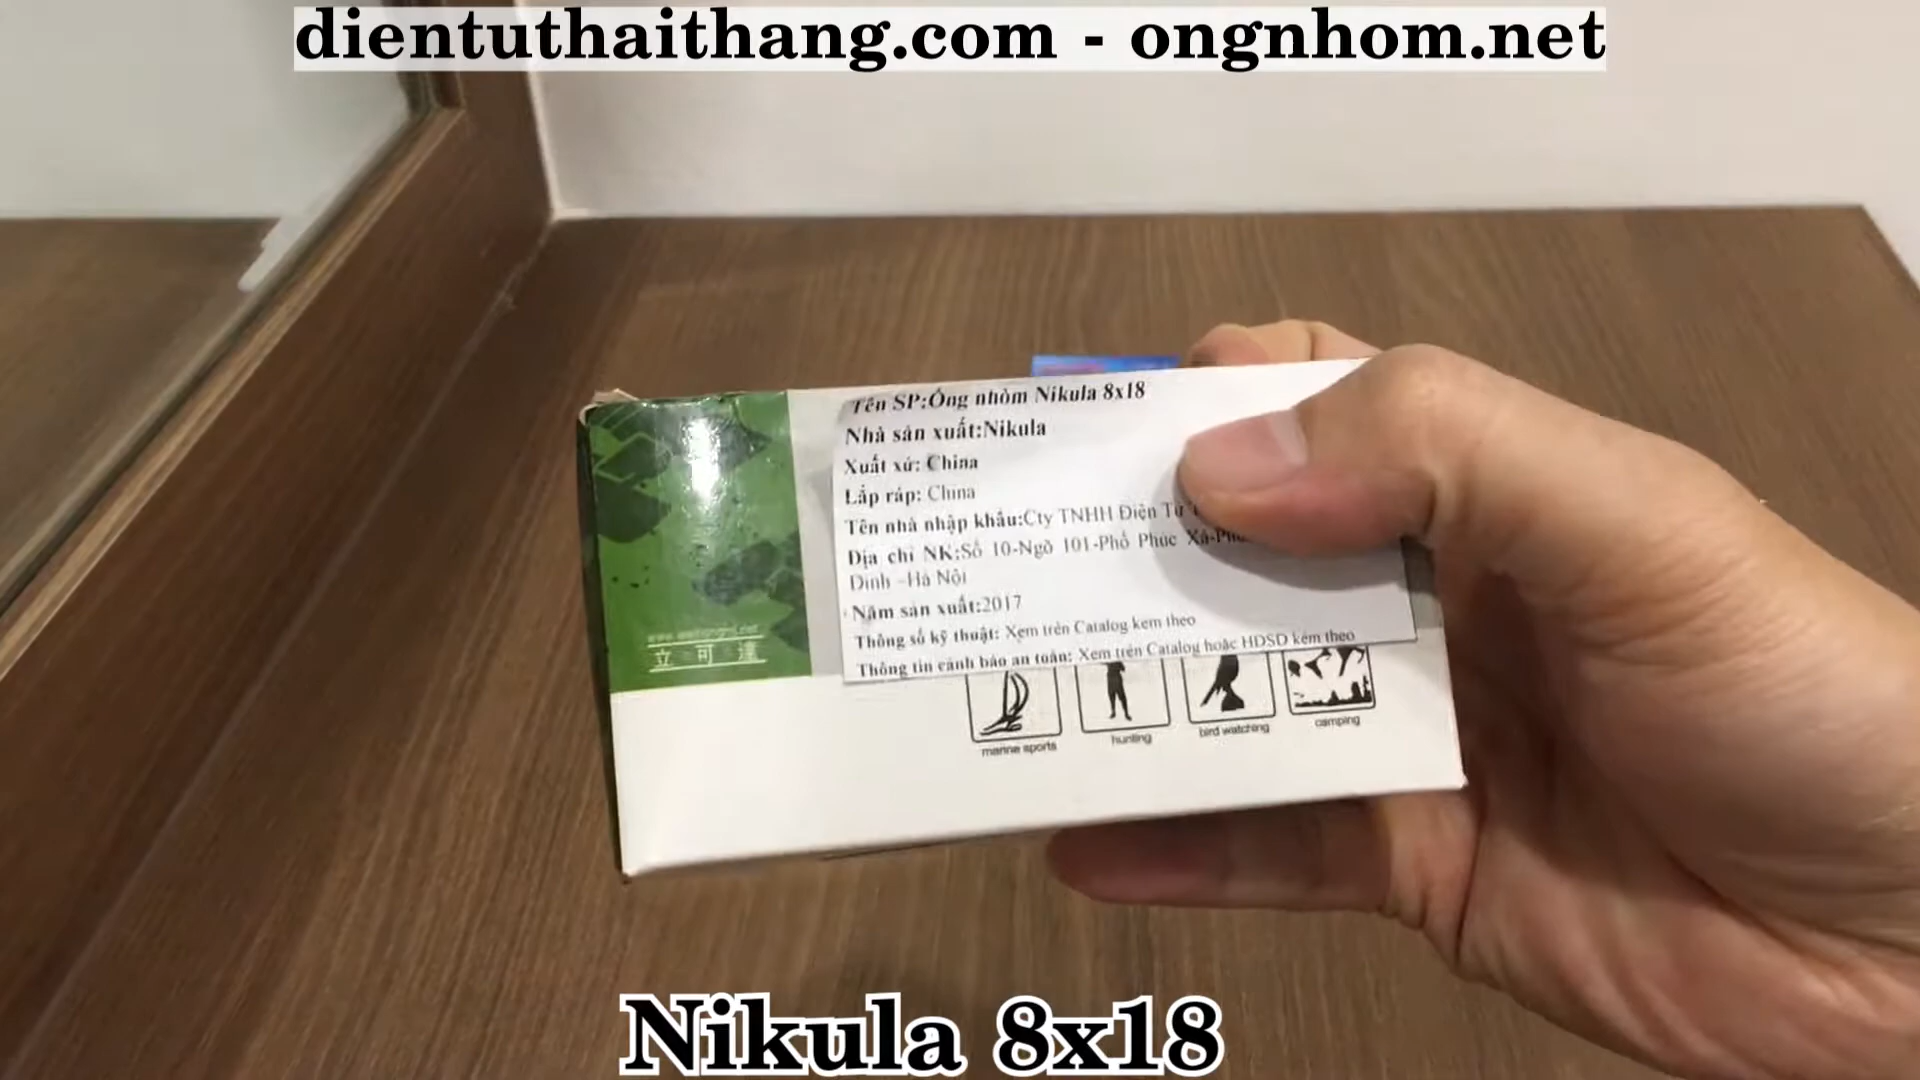 dientuthaithang.com - ongnhom.net
Tên SP:Ống nhòm Nikula 8x18
Nhà sản xuất:Nikula
Xuất xứ: China
Lắp ráp: China
Tên nhà nhập khẩu:Cty TNHH Điện Tử
Địa chỉ NK:Số 10-Ngõ 101-Phố Phúc Xá-
Đình -Hà Nội
Năm sản xuất:2017
Thông số kỹ thuật: Xem trên Catalog kem theo
Thông tin cảnh báo an toàn: Xem trên Catalog hoặc HDSD kém theo
立可達
marine sports
hunting
bird watching
camping
Nikula 8x18